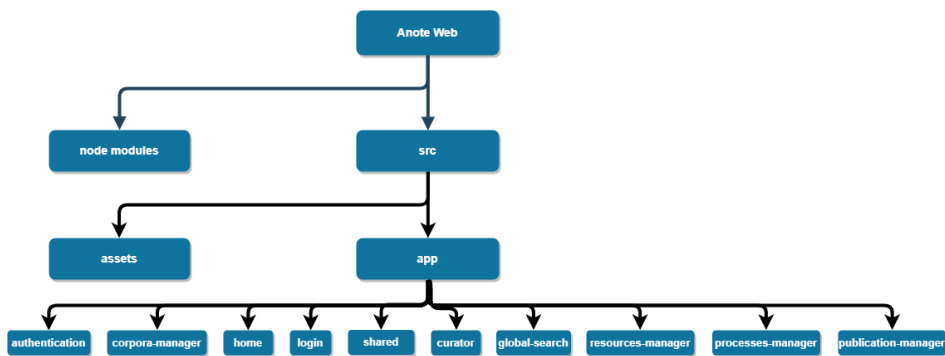 Anote Web
node modules
src
assets
app
authentication
corpora-manager
home
login
shared
curator
global-search
resources-manager
processes-manager
publication-manager